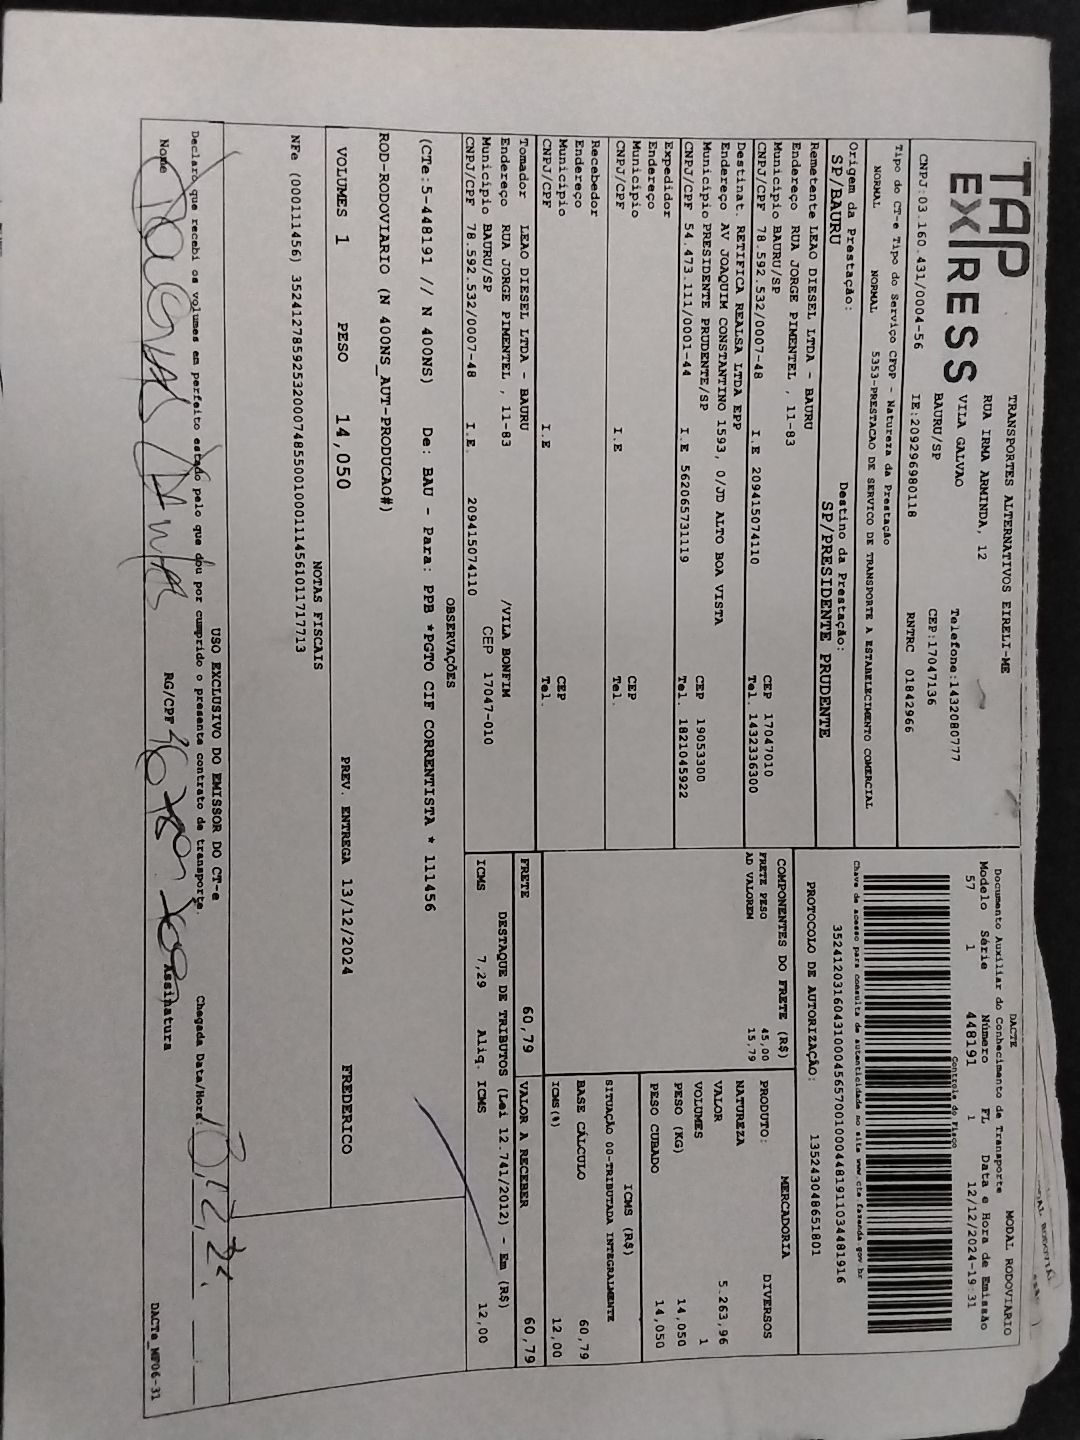 TAP EXPRESS
TRANSPORTES ALTERNATIVOS EIRELI-ME
RUA IRMA ARMINDA, 12
VILA GALVAO
BAURU/SP
Telefone:1432080777
CEP:17047136
CNPJ:03.160.431/0004-56 IE:209296980118 RNTRC 01842966
Tipo do CT-e Tipo do Serviço CFOP - Natureza da Prestação
NORMAL NORMAL 5353-PRESTACAO DE SERVICO DE TRANSPORTE A ESTABELECIMENTO COMERCIAL
Origem da Prestação: Destino da Prestação:
SP/BAURU SP/PRESIDENTE PRUDENTE
DACTE MODAL RODOVIARIO
Documento Auxiliar do Conhecimento de Transporte
Modelo Série Número FL Data e Hora de Emissão
57 1 448191 1 12/12/2024-19:31
Controle do Fisco
Chave de acesso para consulta de autenticidade no site www.cte.fazenda.gov.br
35241203160431000456570010004481911034481916
PROTOCOLO DE AUTORIZAÇÃO: 135243048651801
Remetente LEAO DIESEL LTDA - BAURU
Endereço RUA JORGE PIMENTEL , 11-83
Município BAURU/SP CEP 17047010
CNPJ/CPF 78.592.532/0007-48 I.E 209415074110 Tel. 1432336300
Destinat. RETIFICA REALSA LTDA EPP
Endereço AV JOAQUIM CONSTANTINO 1593, 0/JD ALTO BOA VISTA
Município PRESIDENTE PRUDENTE/SP CEP 19053300
CNPJ/CPF 54.473.111/0001-44 I.E 562065731119 Tel. 1821045922
Expedidor
Endereço
Município CEP
CNPJ/CPF I.E Tel.
Recebedor
Endereço
Município CEP
CNPJ/CPF I.E Tel.
Tomador LEAO DIESEL LTDA - BAURU
Endereço RUA JORGE PIMENTEL , 11-83 /VILA BONFIM
Município BAURU/SP CEP 17047-010
CNPJ/CPF 78.592.532/0007-48 I.E. 209415074110
COMPONENTES DO FRETE (R$)
FRETE PESO 45,00
AD VALOREM 15,79
MERCADORIA
PRODUTO: DIVERSOS
NATUREZA
VALOR 5.263,96
VOLUMES 1
PESO (KG) 14,050
PESO CUBADO 14,050
ICMS (R$)
SITUAÇÃO 00-TRIBUTADA INTEGRALMENTE
BASE CÁLCULO 60,79
ICMS(%) 12,00
FRETE 60,79 VALOR A RECEBER 60,79
DESTAQUE DE TRIBUTOS (Lei 12.741/2012) - Em (R$)
ICMS 7,29 Aliq. ICMS 12,00
OBSERVAÇÕES
(CTe:5-448191 // N 400NS) De: BAU - Para: PPB *PGTO CIF CORRENTISTA * 111456
ROD-RODOVIARIO (N 400NS_AUT-PRODUCAO#)
VOLUMES 1 PESO 14,050 PREV. ENTREGA 13/12/2024 FREDERICO
NOTAS FISCAIS
NFe (000111456) 35241278592532000748550010001114561011717713
USO EXCLUSIVO DO EMISSOR DO CT-e
Declaro que recebi os volumes em perfeito estado pelo que dou por cumprido o presente contrato de transporte. Chegada Data/Hora:
Nome RG/CPF Assinatura
DACTe_MF06-31